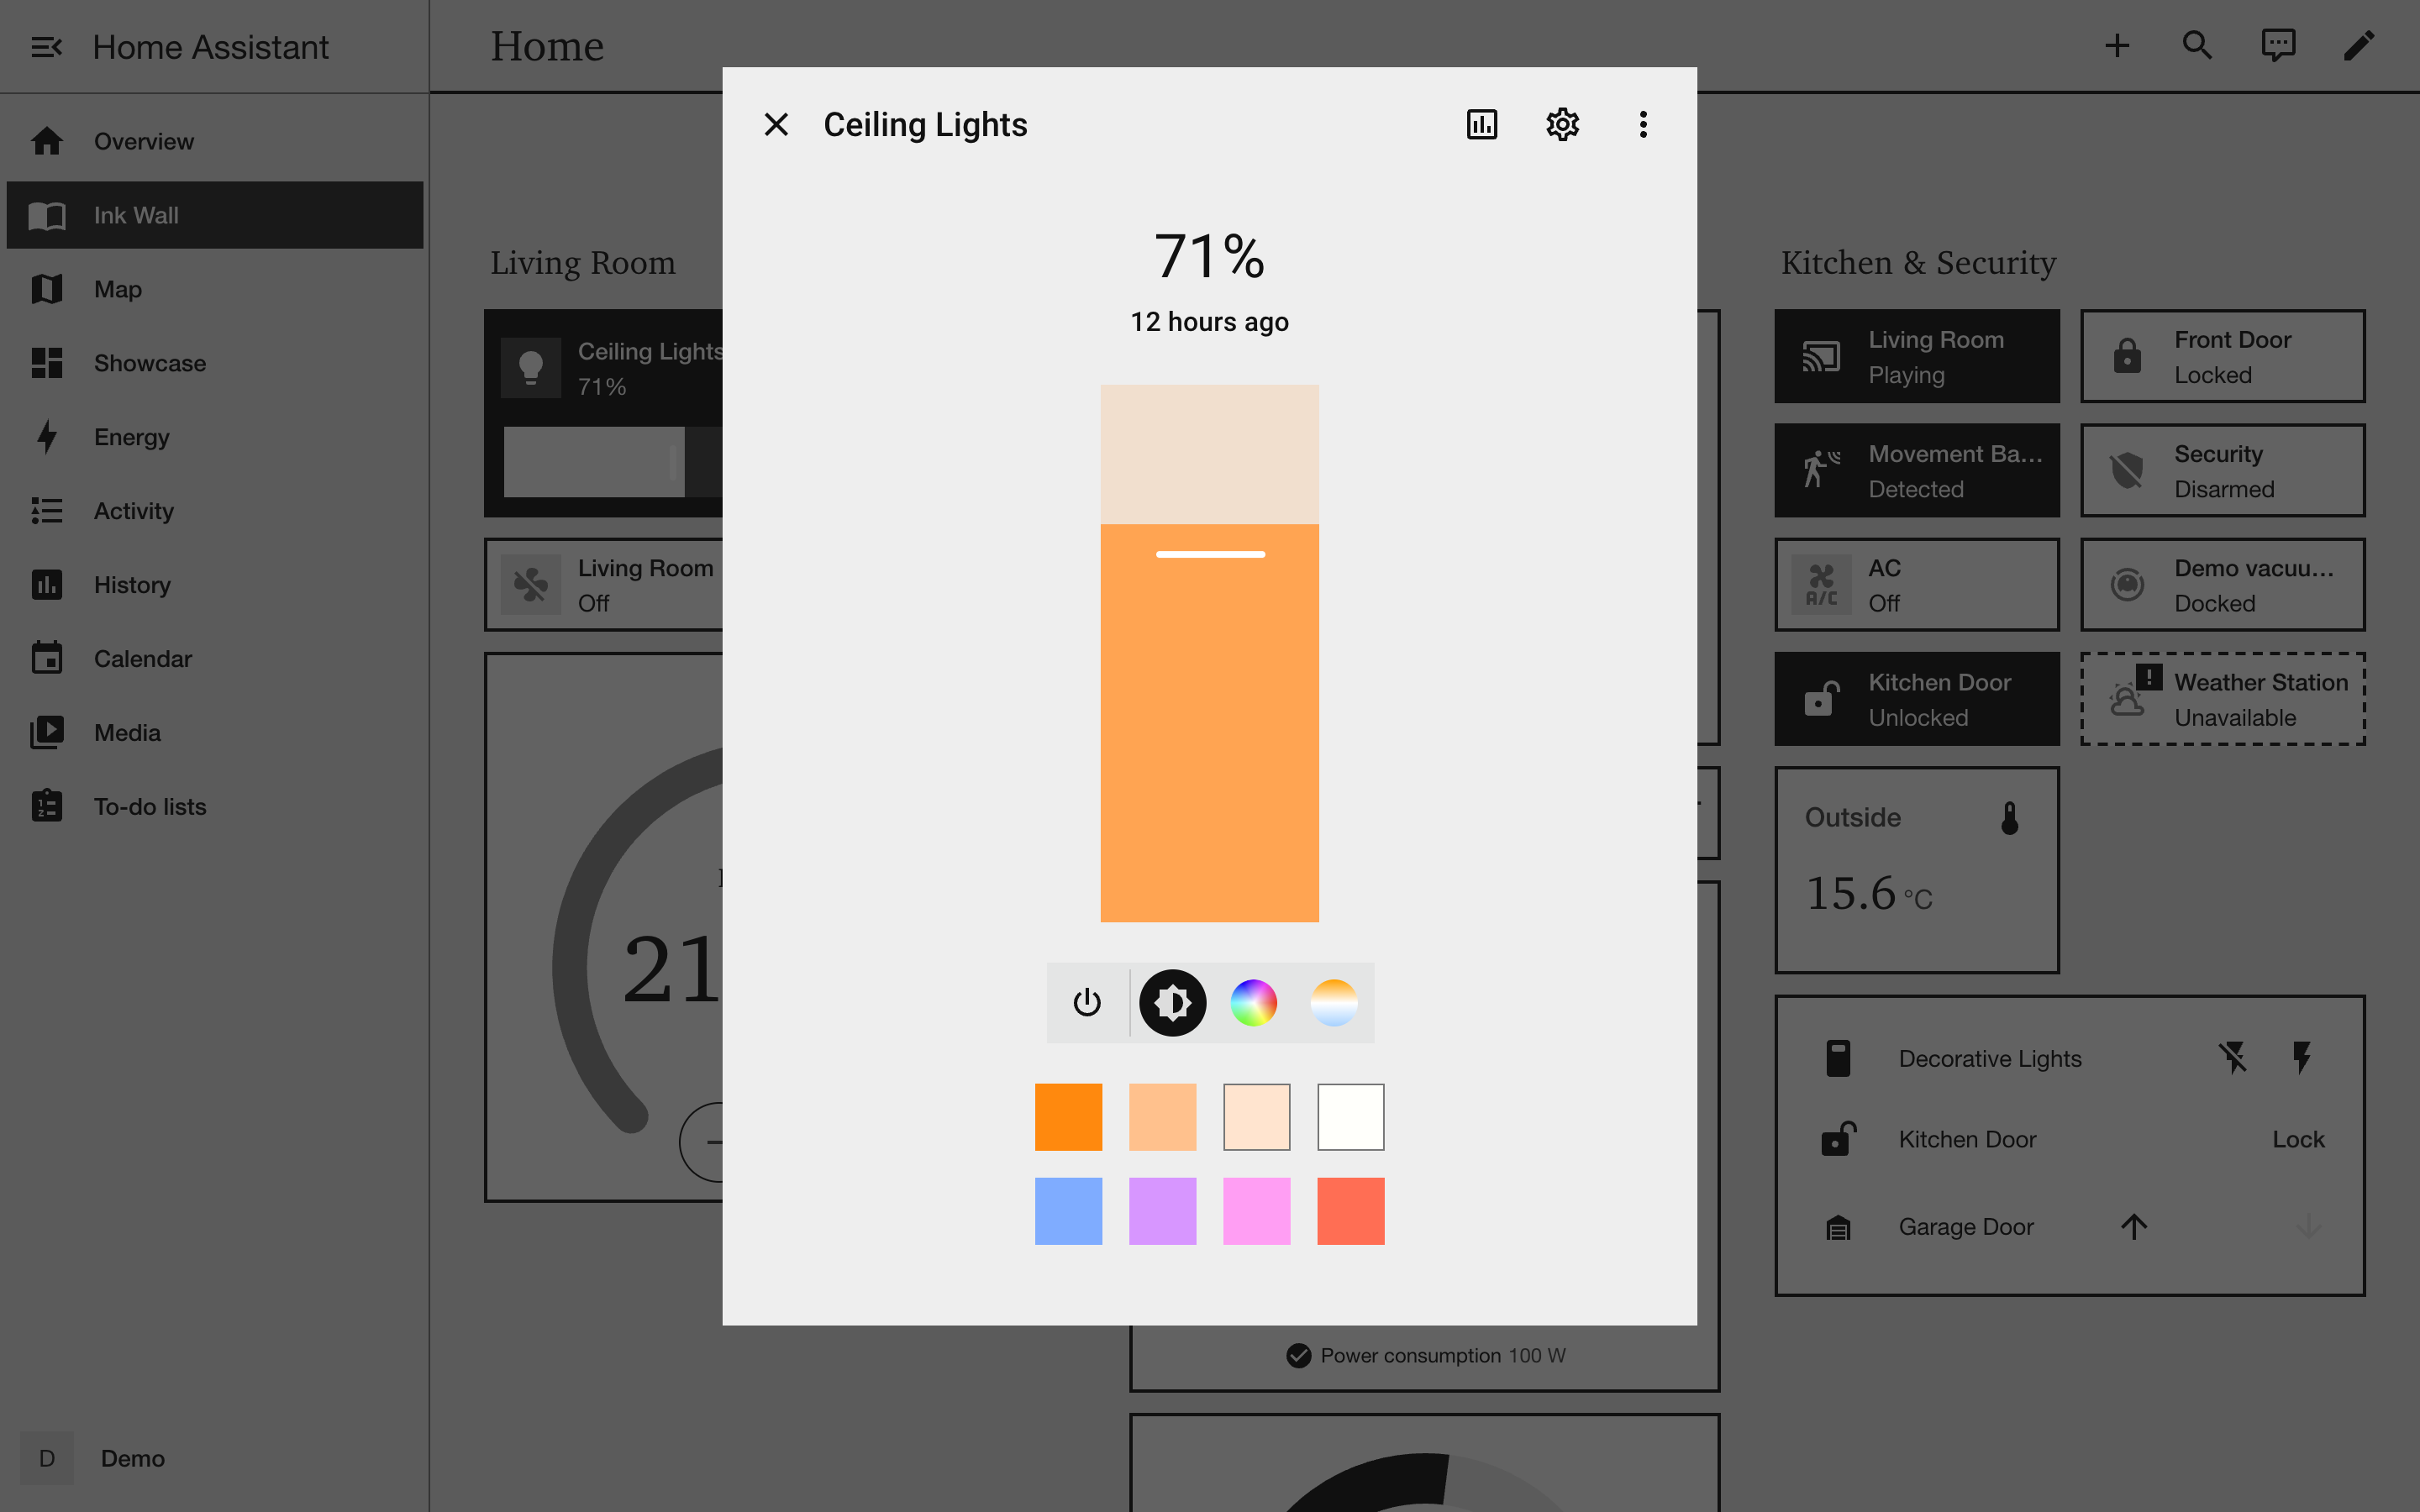 Home Assistant
Home
Overview
Ink Wall
Map
Showcase
Energy
Activity
History
Calendar
Media
To-do lists
D
Demo
Living Room
Ceiling Lights
71%
Living Room
Off
21
Ceiling Lights
71%
12 hours ago
Power consumption 100 W
Kitchen & Security
Living Room
Playing
Front Door
Locked
Movement Ba...
Detected
Security
Disarmed
A/C
AC
Off
Demo vacuu...
Docked
Kitchen Door
Unlocked
Weather Station
Unavailable
Outside
15.6 °C
Decorative Lights
Kitchen Door
Lock
Garage Door